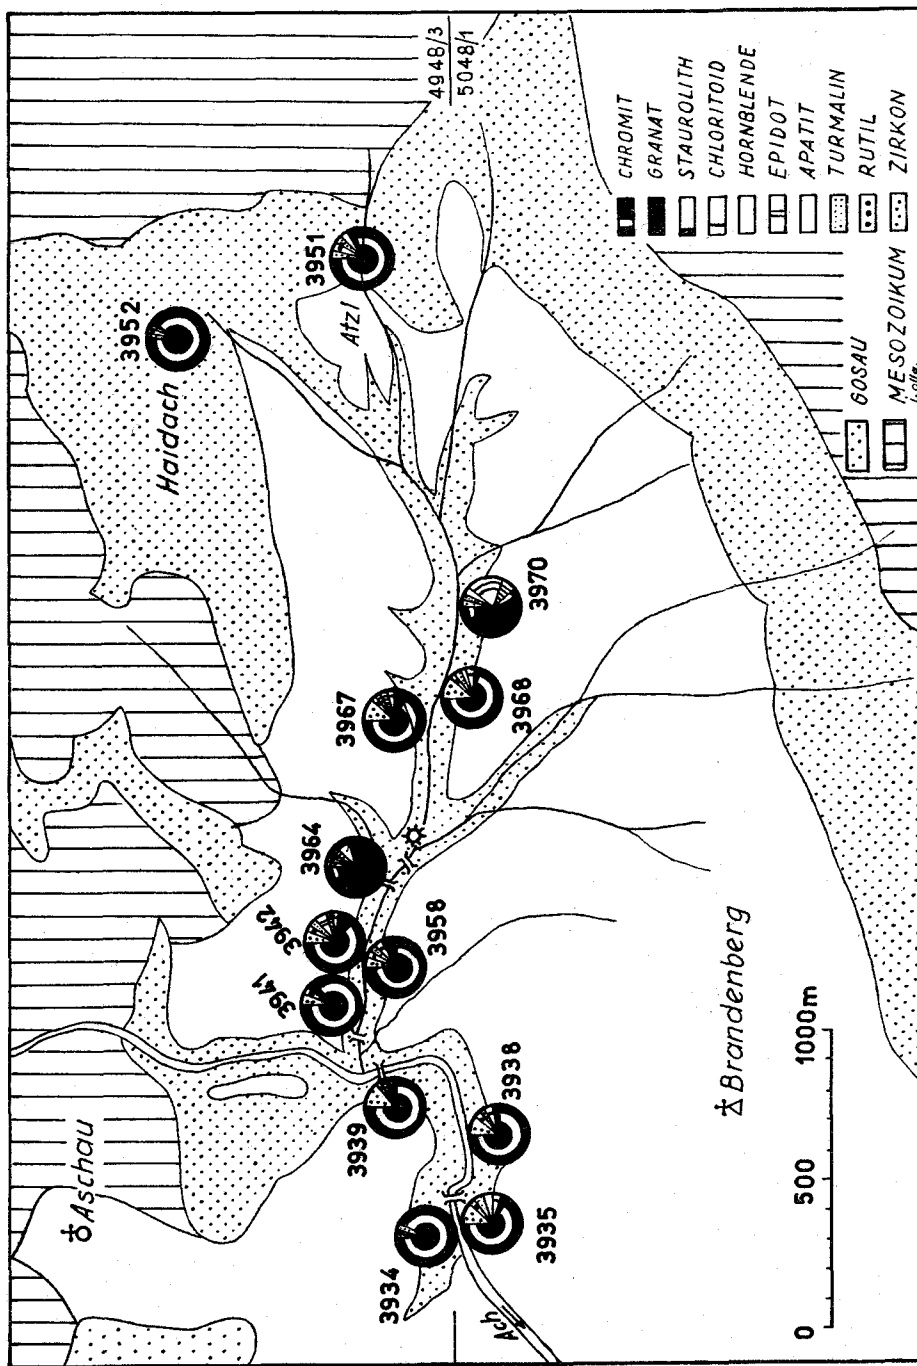 4948/3
5048/1
CHROMIT
GRANAT
STAUROLITH
CHLORITOID
HORNBLENDE
EPIDOT
APATIT
TURMALIN
RUTIL
ZIRKON
GOSAU
MESOZOIKUM
3952
3951
Haidach
Atzl
3970
3967
3968
3964
3942
3941
3958
3939
3938
3934
3935
Aschau
Brandenberg
Ach
0 500 1000m